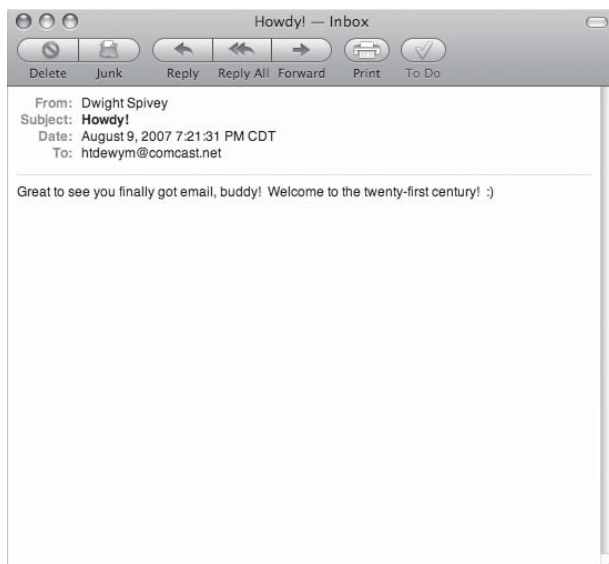 Howdy! — Inbox
Delete Junk Reply Reply All Forward Print To Do
From: Dwight Spivey
Subject: Howdy!
Date: August 9, 2007 7:21:31 PM CDT
To: htdewym@comcast.net
Great to see you finally got email, buddy! Welcome to the twenty-first century! :)